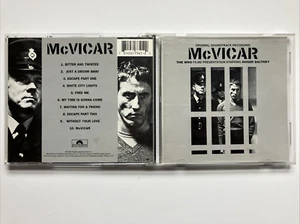 McVICAR
1. BITTER AND TWISTED
2. JUST A DREAM AWAY
3. ESCAPE PART ONE
4. WHITE CITY LIGHTS
5. FREE ME
6. MY TIME IS GONNA COME
7. WAITING FOR A FRIEND
8. ESCAPE PART TWO
9. WITHOUT YOUR LOVE
10. McVICAR
ORIGINAL SOUNDTRACK RECORDING
McVICAR
THE WHO FILMS PRESENTATION STARRING ROGER DALTREY